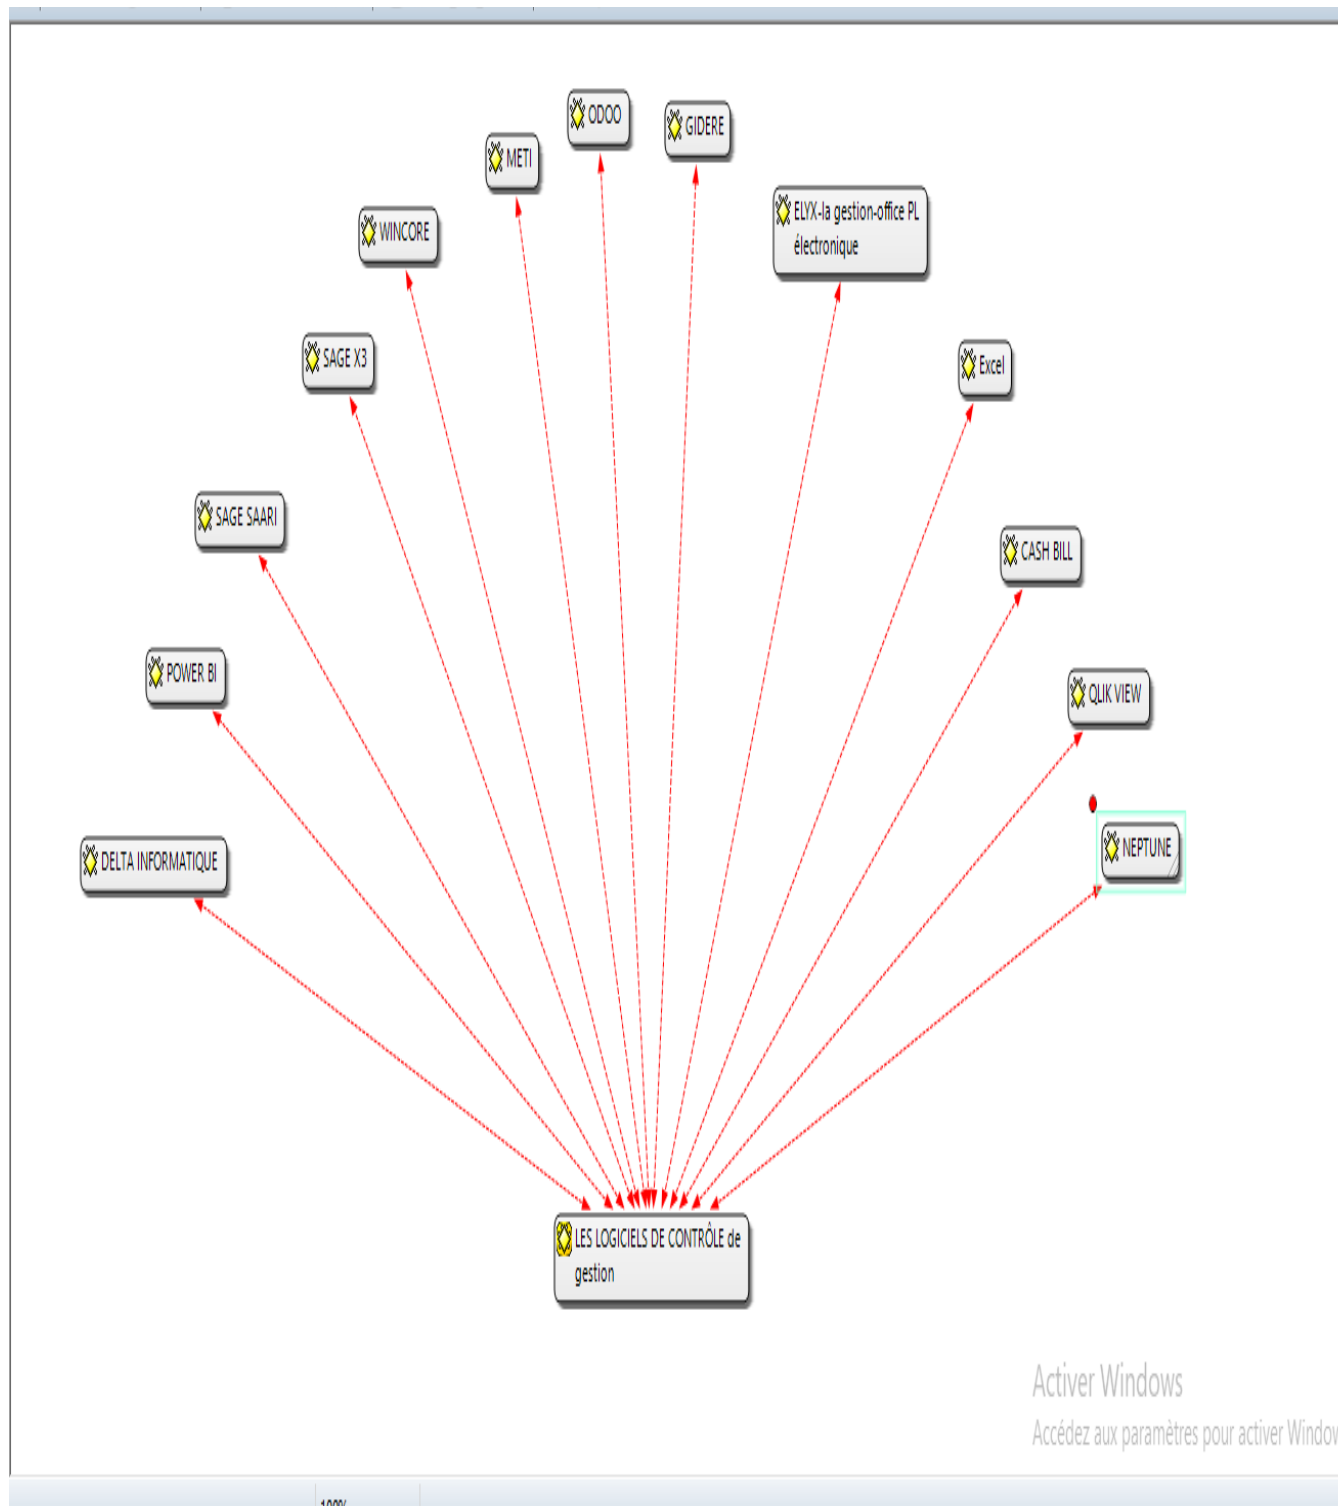 ODOO
GIDERE
METI
ELYX-la gestion-office PL
électronique
WINCORE
SAGE X3
Excel
SAGE SAARI
CASH BILL
POWER BI
QLIK VIEW
NEPTUNE
DELTA INFORMATIQUE
LES LOGICIELS DE CONTRÔLE de
gestion
Activer Windows
Accédez aux paramètres pour activer Window